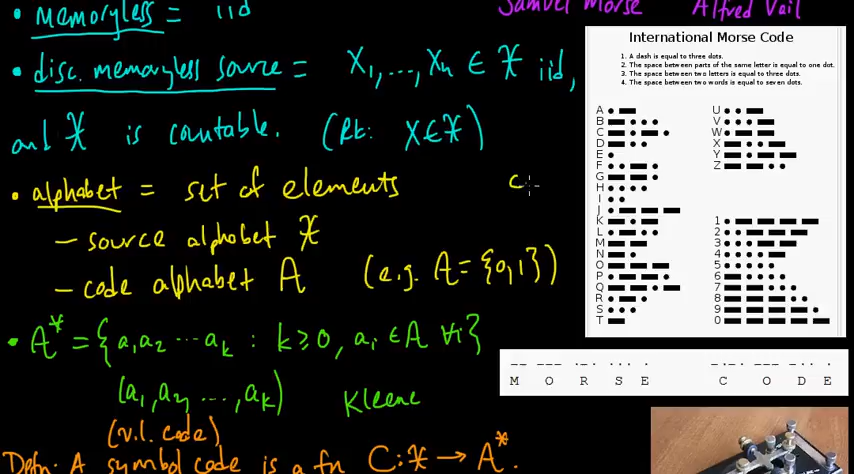 • memoryless = iid
Samuel Morse Alfred Vail
• disc. memoryless source = X₁,...,Xₙ ∈ 𝒳 iid,
and 𝒳 is countable. (Rk: X∈𝒳)
• alphabet = set of elements
c
– source alphabet 𝒳
– code alphabet A (e.g. A = {0,1})
• A* = {a₁a₂ ⋯ aₖ : k ≥ 0, aᵢ ∈ A ∀i}
(a₁, a₂, ..., aₖ) Kleene
(v.l. code)
Defn: A symbol code is a fn C: 𝒳 → A*.
International Morse Code
1. A dash is equal to three dots.
2. The space between parts of the same letter is equal to one dot.
3. The space between two letters is equal to three dots.
4. The space between two words is equal to seven dots.
A
B
C
D
E
F
G
H
I
J
K
L
M
N
O
P
Q
R
S
T
U
V
W
X
Y
Z
1
2
3
4
5
6
7
8
9
0
M O R S E C O D E